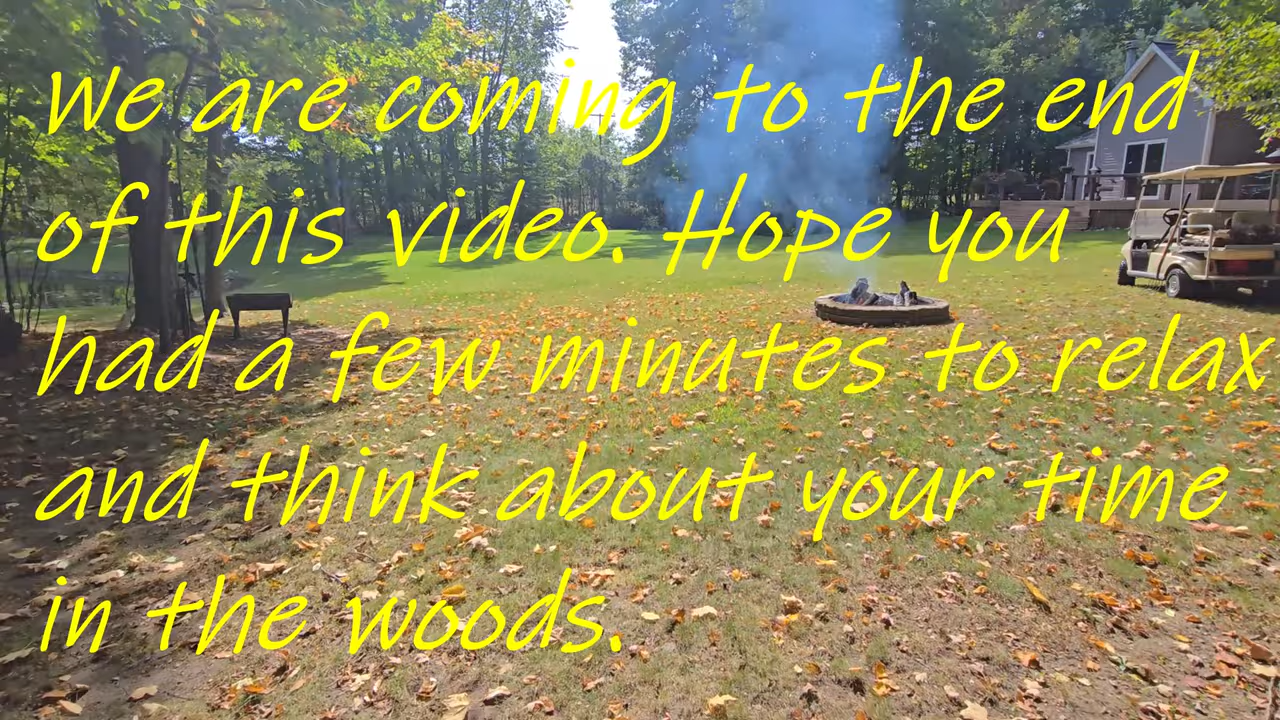 We are coming to the end
of this video. Hope you
had a few minutes to relax
and think about your time
in the woods.